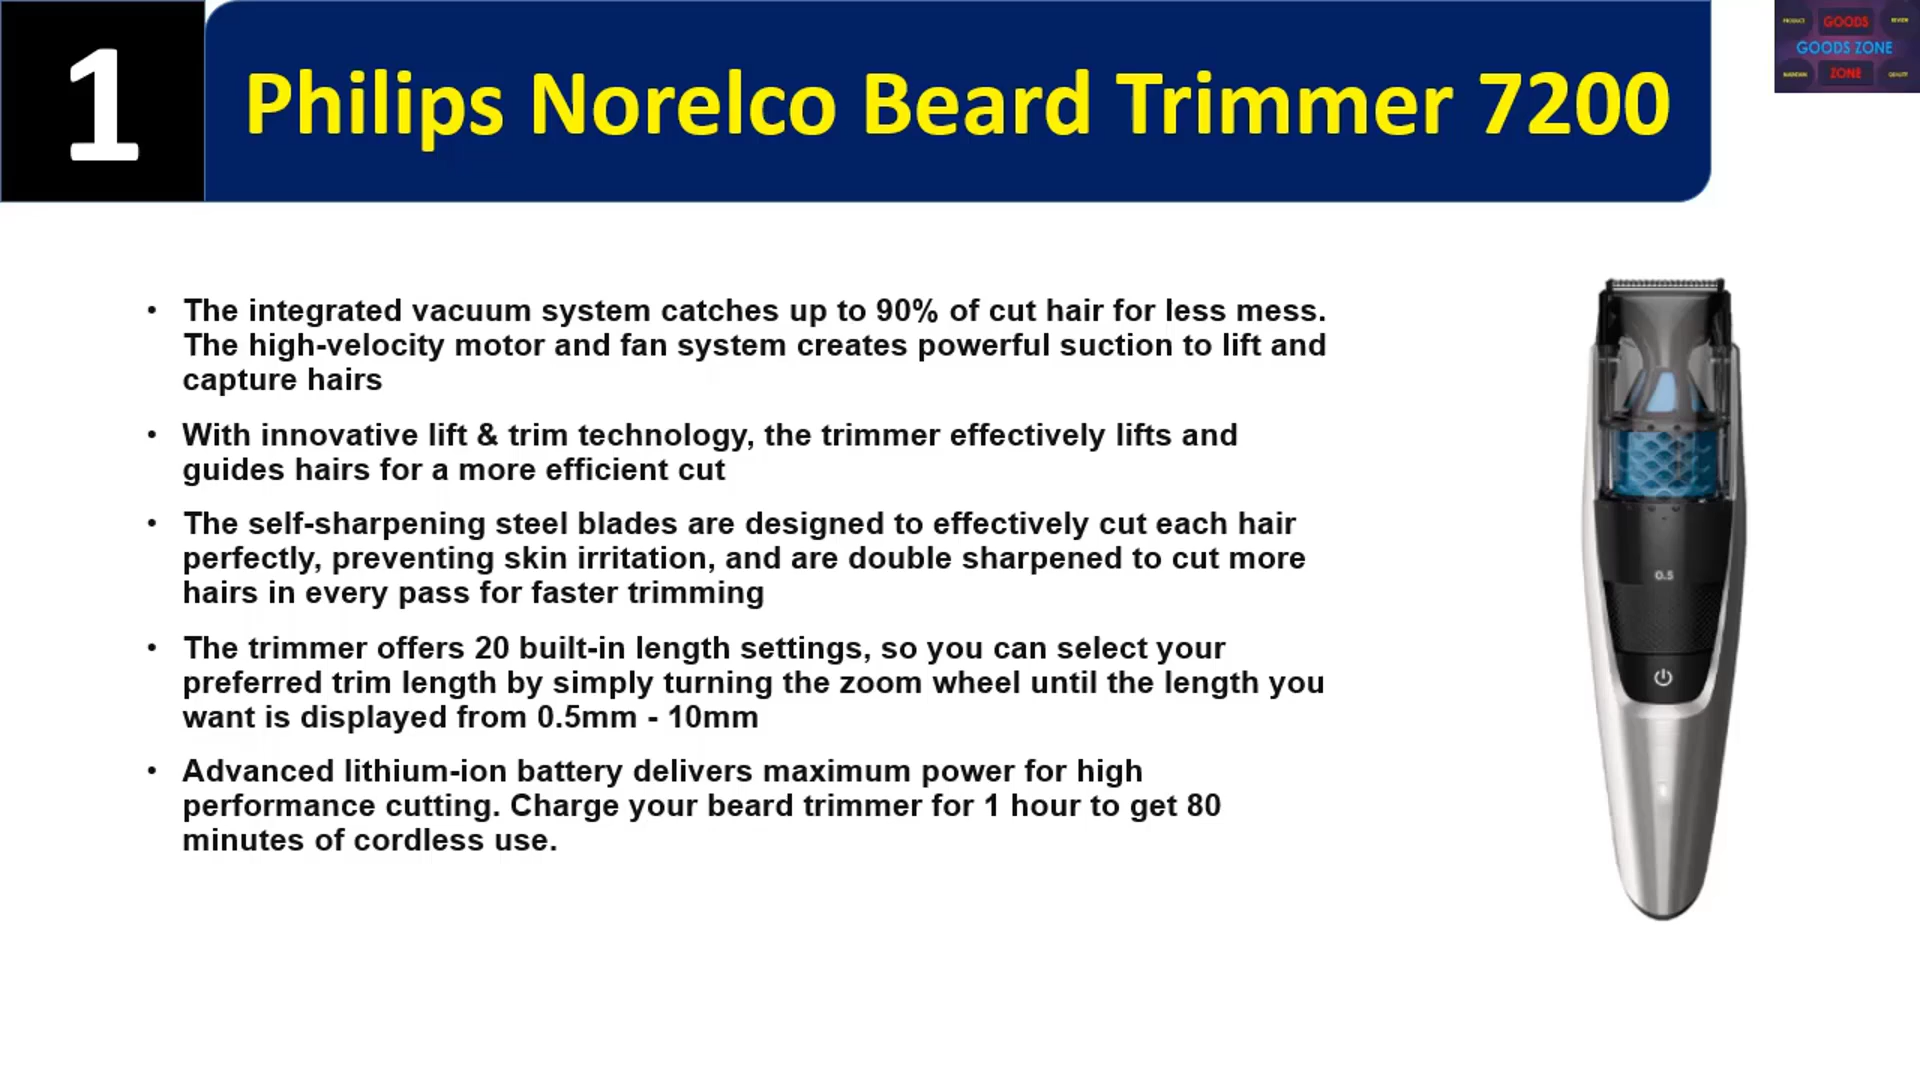 1
Philips Norelco Beard Trimmer 7200
PRODUCT GOODS REVIEW
GOODS ZONE
MAINTAIN ZONE QUALITY
• The integrated vacuum system catches up to 90% of cut hair for less mess.
The high-velocity motor and fan system creates powerful suction to lift and
capture hairs
• With innovative lift & trim technology, the trimmer effectively lifts and
guides hairs for a more efficient cut
• The self-sharpening steel blades are designed to effectively cut each hair
perfectly, preventing skin irritation, and are double sharpened to cut more
hairs in every pass for faster trimming
• The trimmer offers 20 built-in length settings, so you can select your
preferred trim length by simply turning the zoom wheel until the length you
want is displayed from 0.5mm - 10mm
• Advanced lithium-ion battery delivers maximum power for high
performance cutting. Charge your beard trimmer for 1 hour to get 80
minutes of cordless use.
0.5